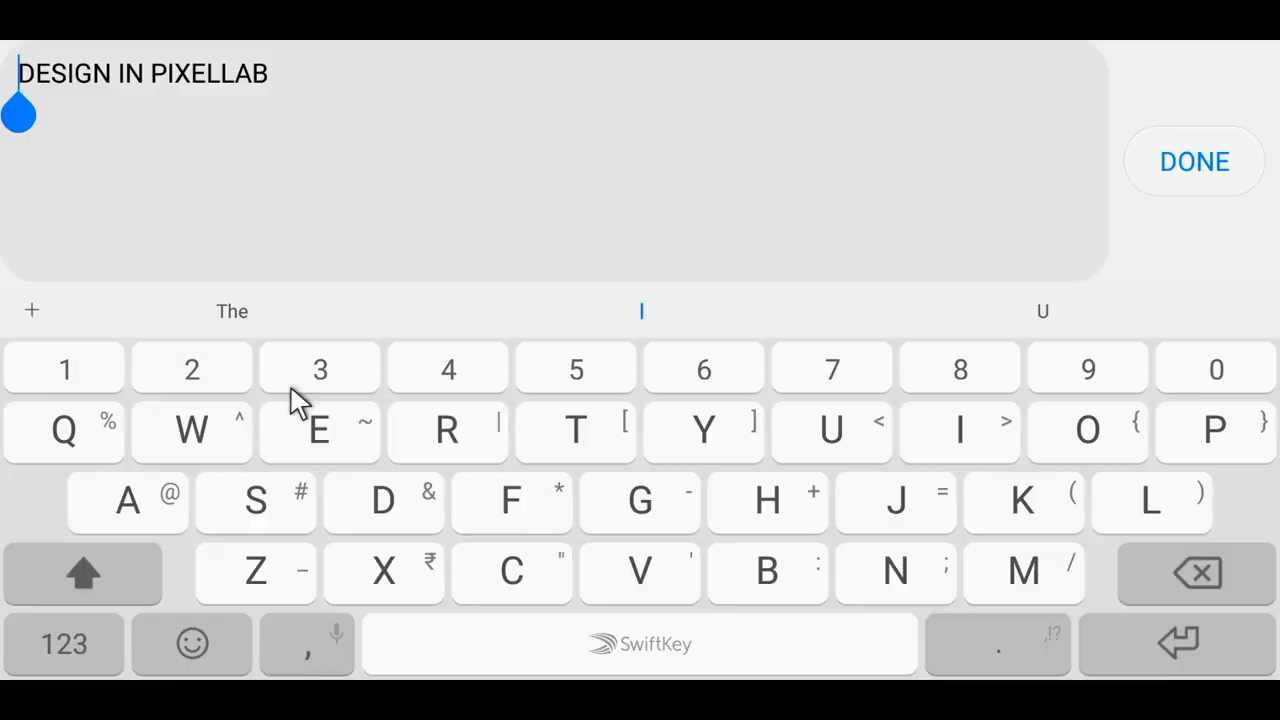 DESIGN IN PIXELLAB
DONE
+ The I U
1 2 3 4 5 6 7 8 9 0
Q % W ^ E ~ R | T [ Y ] U < I > O { P }
A @ S # D & F * G - H + J = K ( L )
Z _ X ₹ C " V ' B : N ; M /
123 , SwiftKey . ,!?